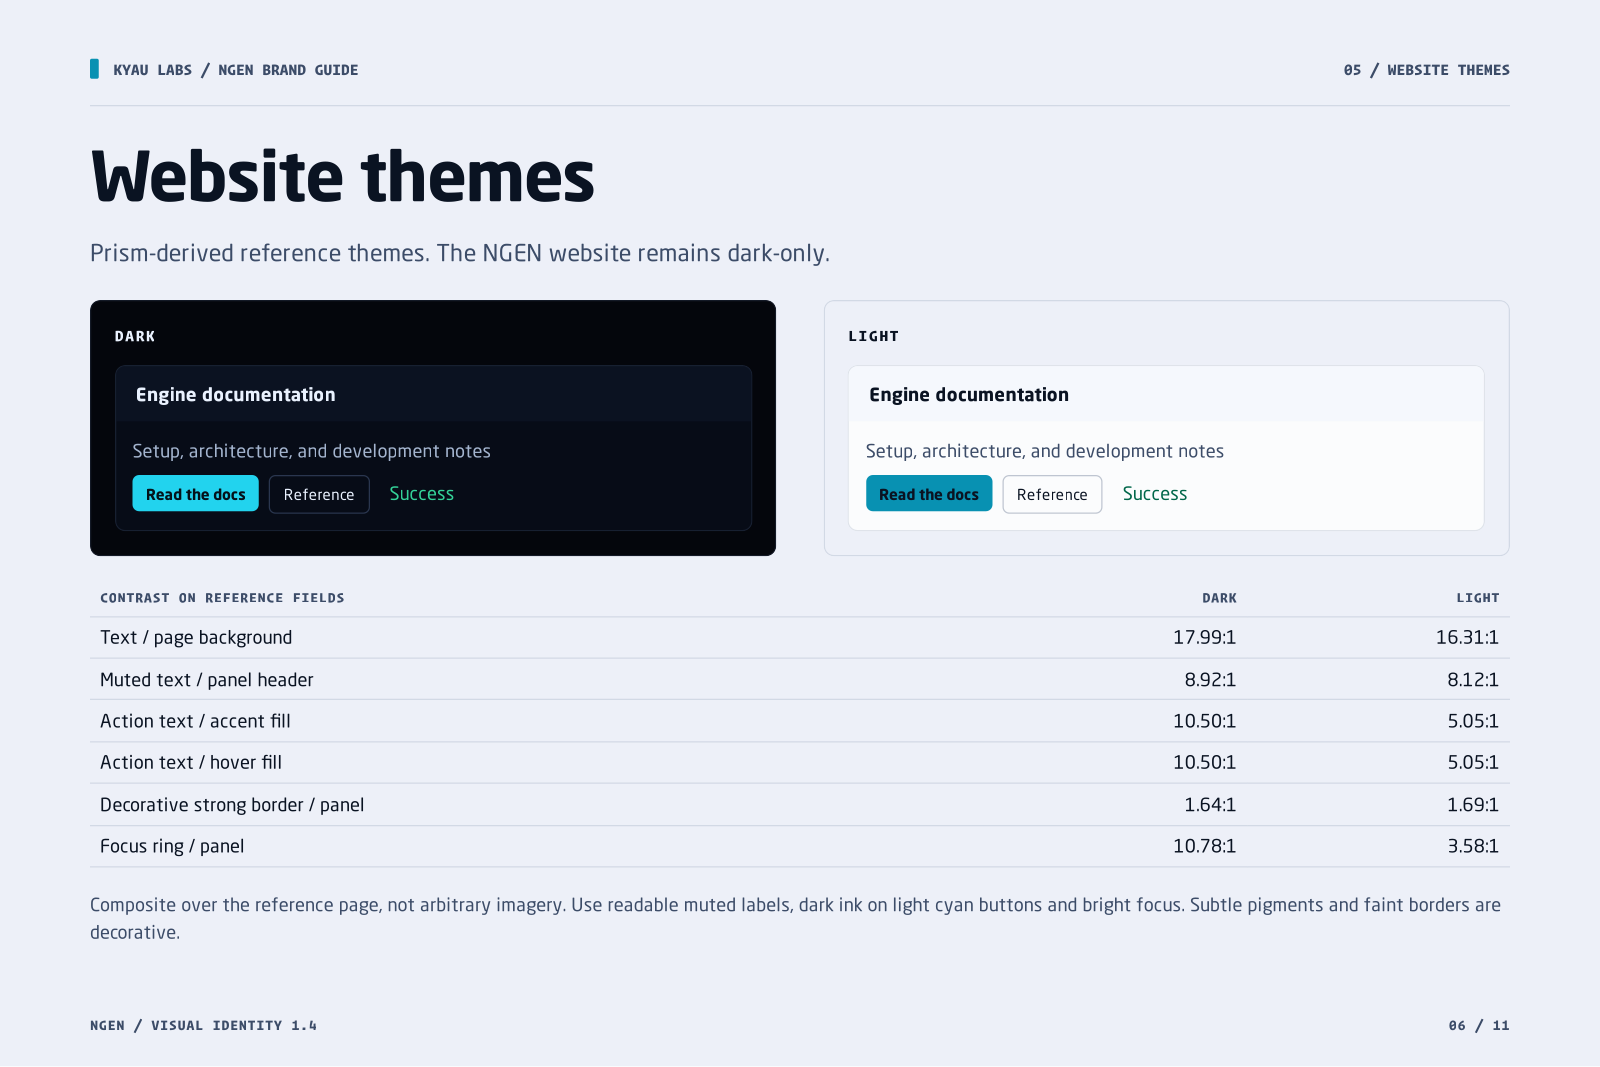 KYAU LABS / NGEN BRAND GUIDE
05 / WEBSITE THEMES
Website themes
Prism-derived reference themes. The NGEN website remains dark-only.
DARK
Engine documentation
Setup, architecture, and development notes
Read the docs
Reference
Success
LIGHT
Engine documentation
Setup, architecture, and development notes
Read the docs
Reference
Success
CONTRAST ON REFERENCE FIELDS DARK LIGHT
Text / page background 17.99:1 16.31:1
Muted text / panel header 8.92:1 8.12:1
Action text / accent fill 10.50:1 5.05:1
Action text / hover fill 10.50:1 5.05:1
Decorative strong border / panel 1.64:1 1.69:1
Focus ring / panel 10.78:1 3.58:1
Composite over the reference page, not arbitrary imagery. Use readable muted labels, dark ink on light cyan buttons and bright focus. Subtle pigments and faint borders are
decorative.
NGEN / VISUAL IDENTITY 1.4
06 / 11